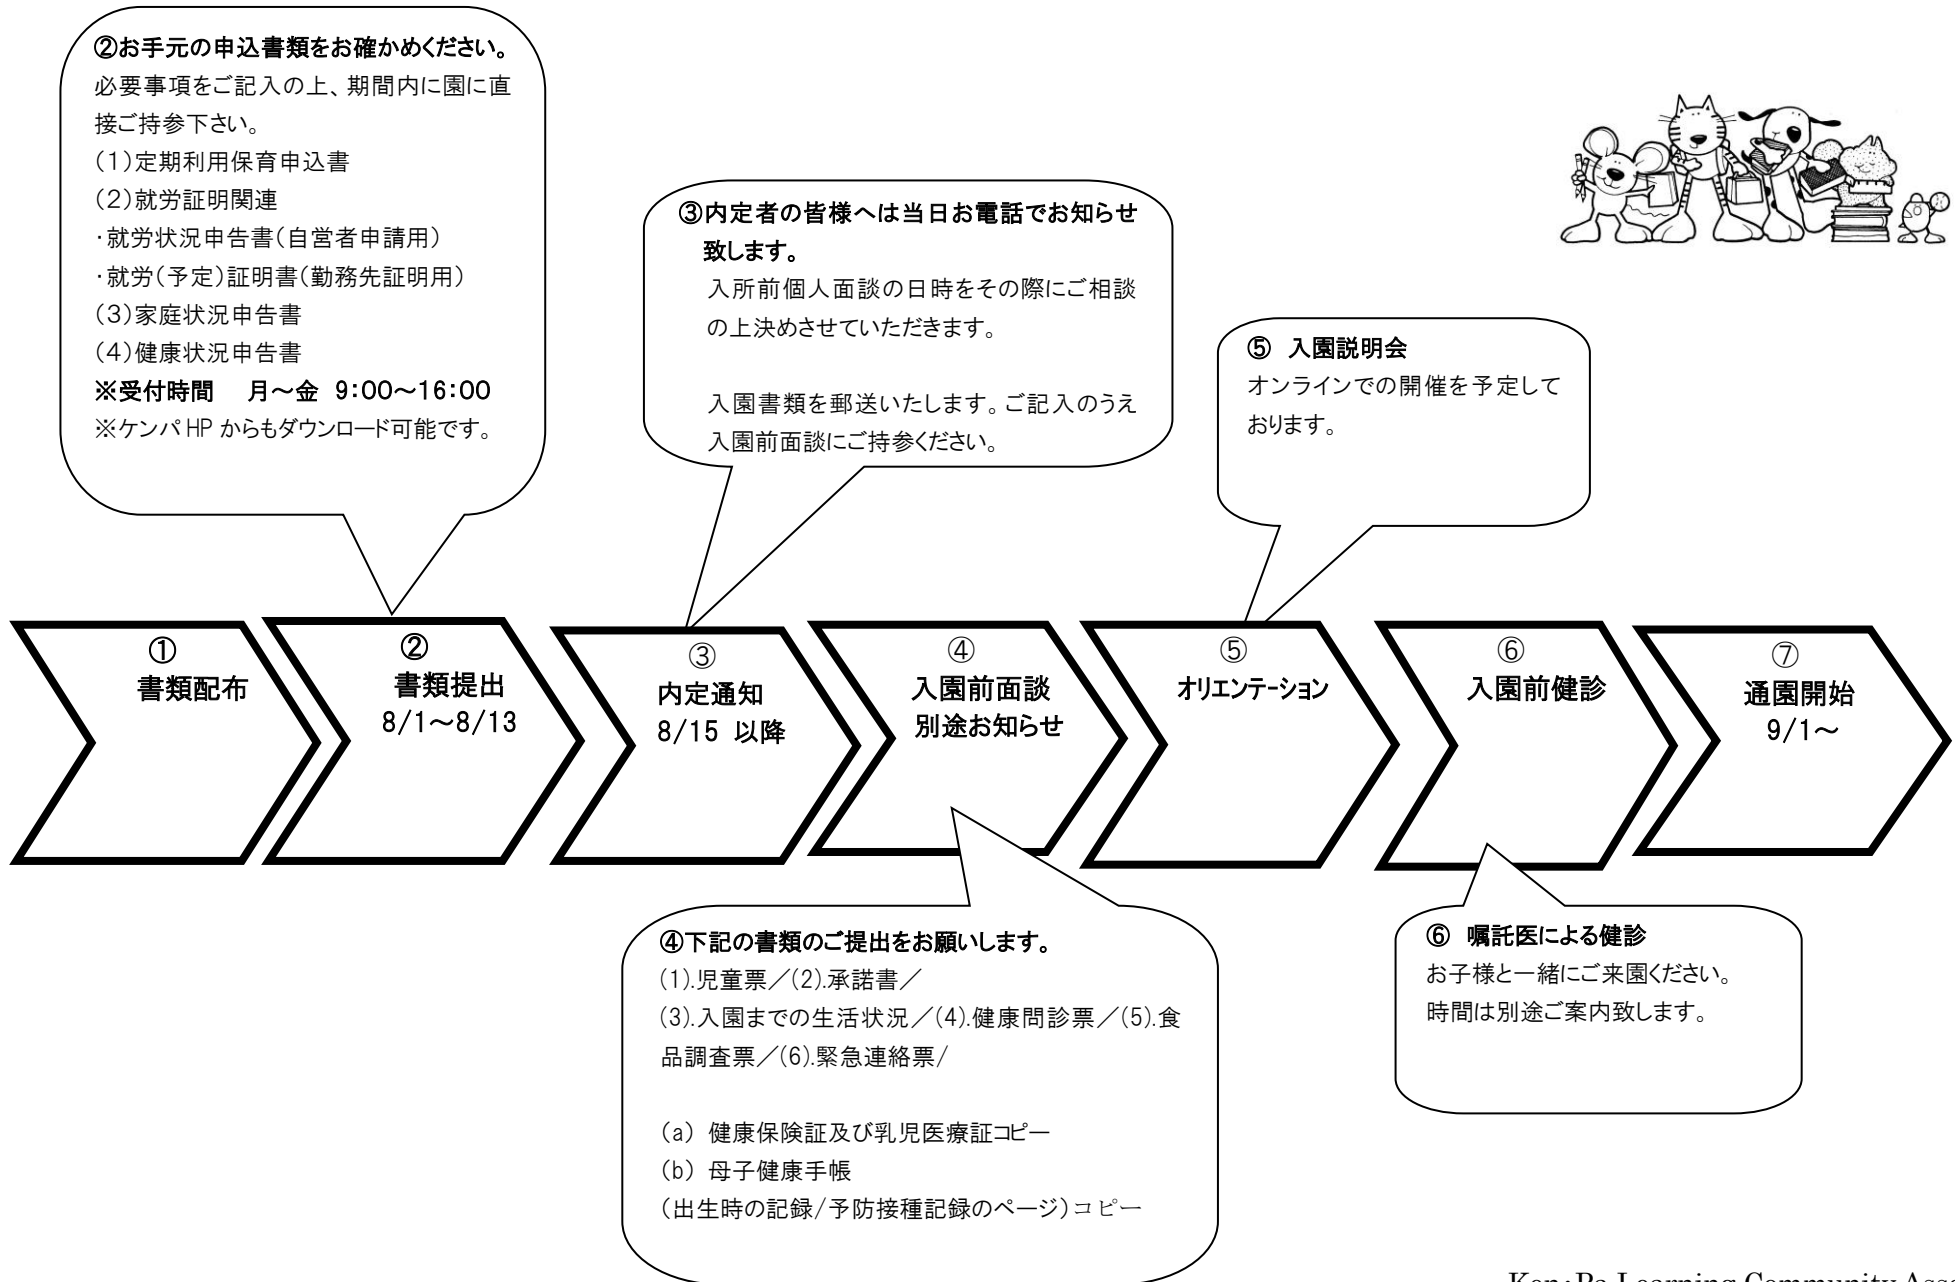 ②お手元の申込書類をお確かめください。
必要事項をご記入の上、期間内に園に直
接ご持参下さい。
(1)定期利用保育申込書
(2)就労証明関連
・就労状況申告書(自営者申請用)
・就労(予定)証明書(勤務先証明用)
(3)家庭状況申告書
(4)健康状況申告書
※受付時間　月～金 9:00～16:00
※ケンパHPからもダウンロード可能です。
③内定者の皆様へは当日お電話でお知らせ
致します。
入所前個人面談の日時をその際にご相談
の上決めさせていただきます。
入園書類を郵送いたします。ご記入のうえ
入園前面談にご持参ください。
⑤ 入園説明会
オンラインでの開催を予定して
おります。
①
書類配布
②
書類提出
8/1～8/13
③
内定通知
8/15 以降
④
入園前面談
別途お知らせ
⑤
オリエンテーション
⑥
入園前健診
⑦
通園開始
9/1～
④下記の書類のご提出をお願いします。
(1).児童票／(2).承諾書／
(3).入園までの生活状況／(4).健康問診票／(5).食
品調査票／(6).緊急連絡票/
(a) 健康保険証及び乳児医療証コピー
(b) 母子健康手帳
(出生時の記録/予防接種記録のページ)コピー
⑥ 嘱託医による健診
お子様と一緒にご来園ください。
時間は別途ご案内致します。